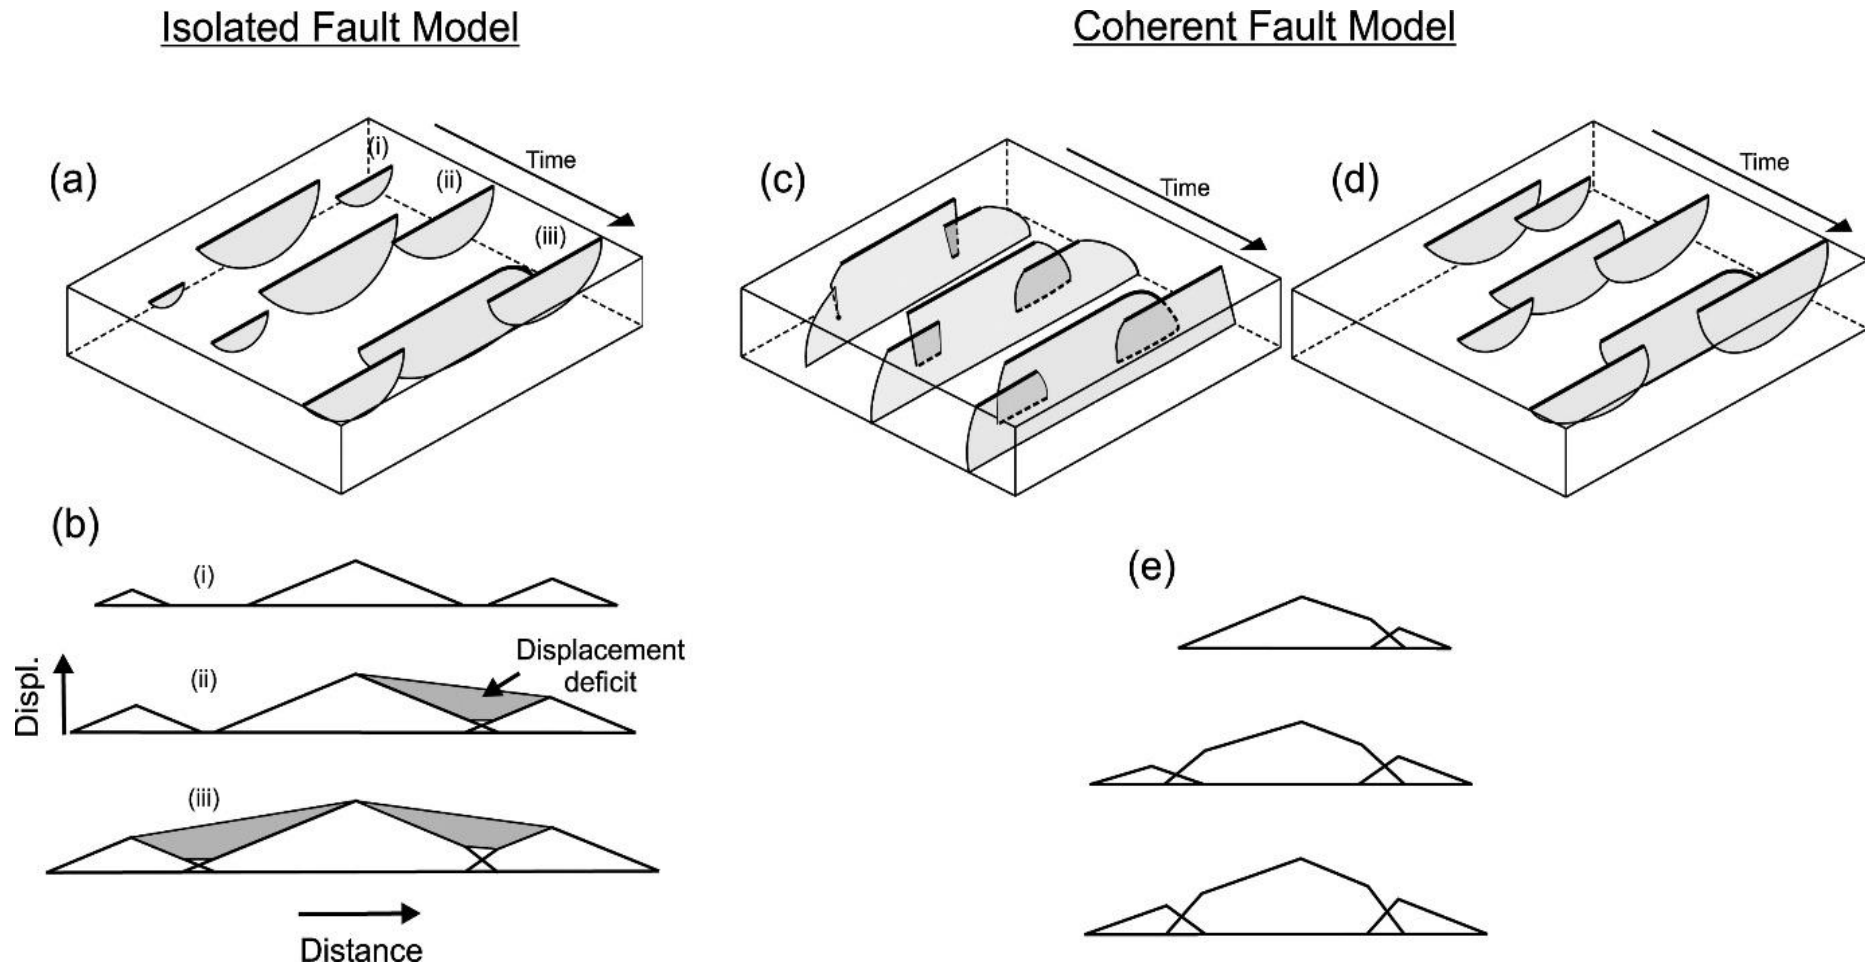 Isolated Fault Model
Coherent Fault Model
(a)
(i)
Time
(ii)
(iii)
(c)
Time
(d)
Time
(b)
(i)
Displacement
deficit
(ii)
Displ.
(iii)
Distance
(e)